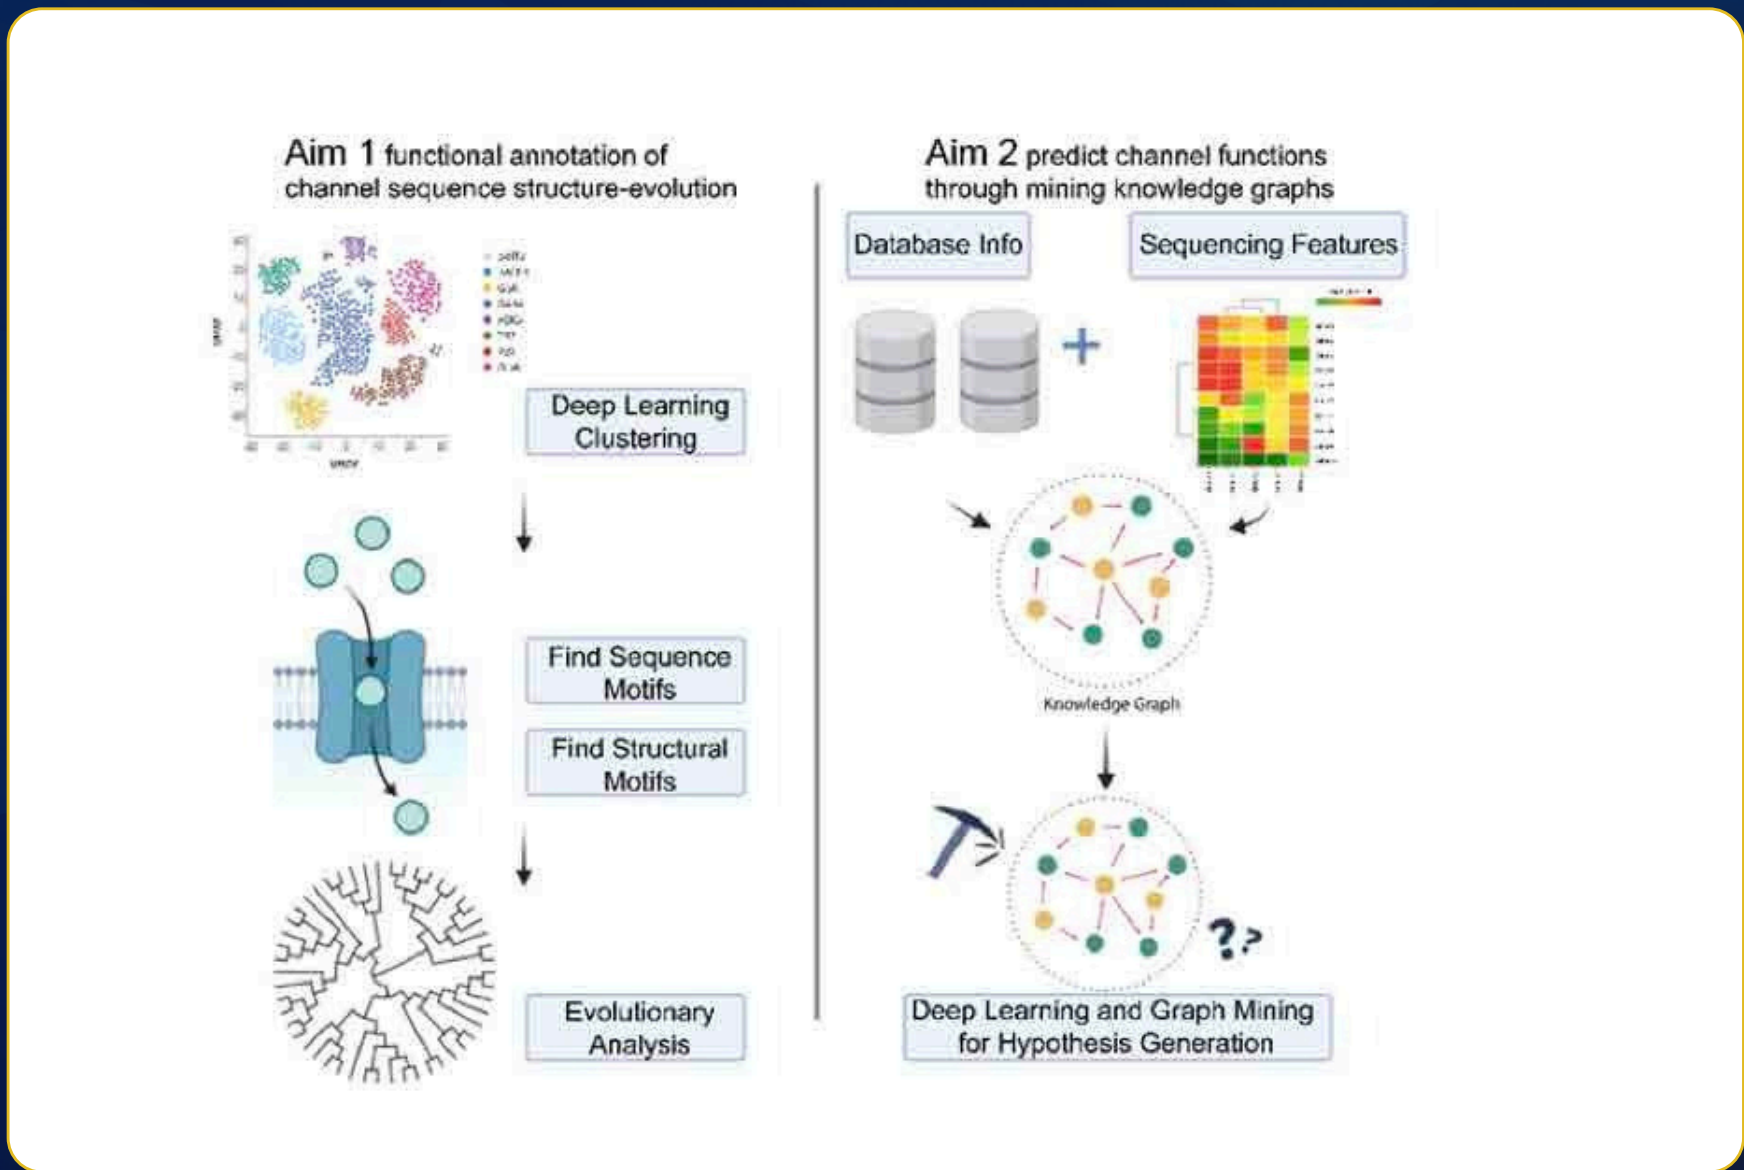 Aim 1 functional annotation of
channel sequence structure-evolution
Deep Learning
Clustering
Find Sequence
Motifs
Find Structural
Motifs
Evolutionary
Analysis
Aim 2 predict channel functions
through mining knowledge graphs
Database Info
Sequencing Features
+
Knowledge Graph
??
Deep Learning and Graph Mining
for Hypothesis Generation